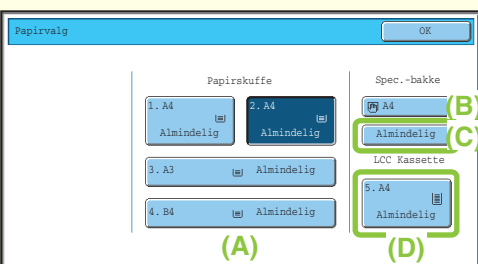 Papirvalg
OK
Papirskuffe
Spec.-bakke
1. A4
Almindelig
2. A4
Almindelig
A4
(B)
Almindelig
(C)
LCC Kassette
3. A3 Almindelig
5. A4
Almindelig
4. B4 Almindelig
(A)
(D)